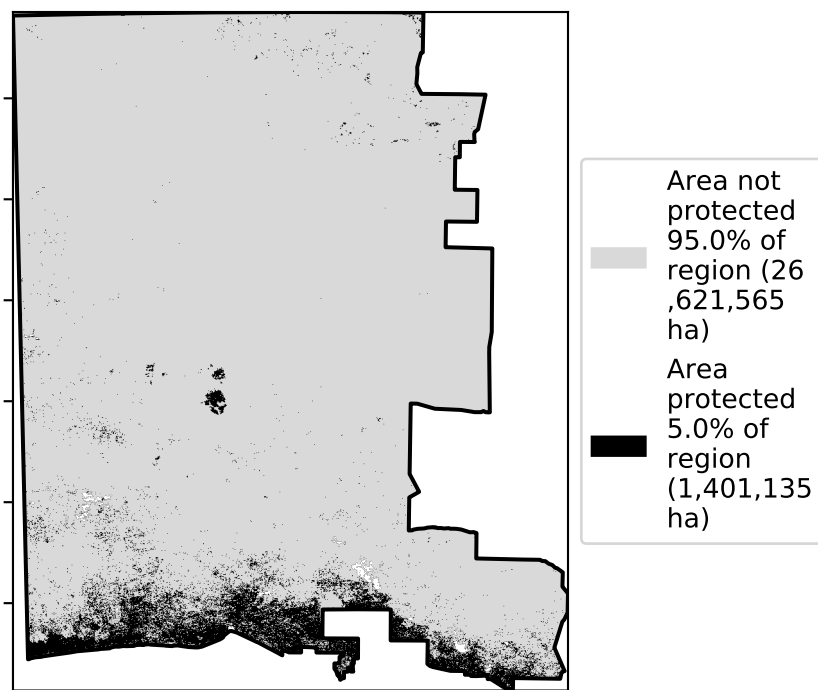 Area not
protected
95.0% of
region (26
,621,565
ha)
Area
protected
5.0% of
region
(1,401,135
ha)